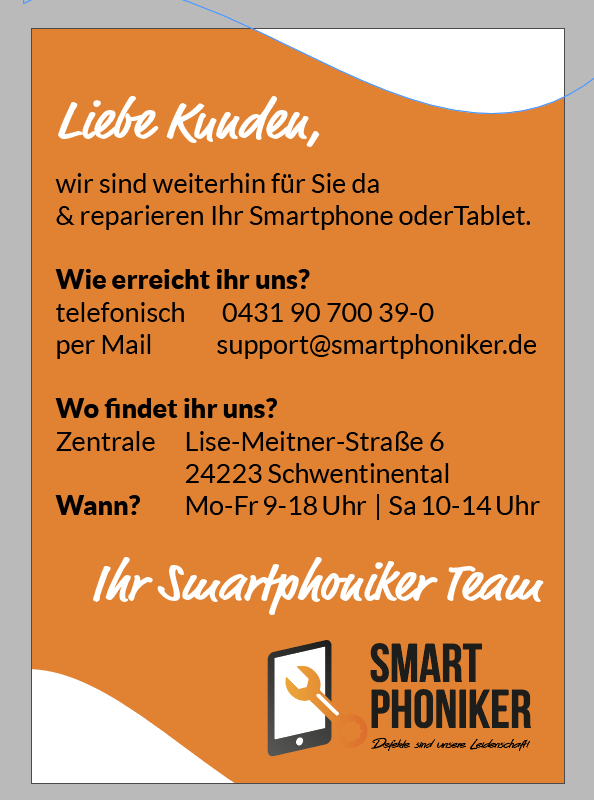 Liebe Kunden,
wir sind weiterhin für Sie da
& reparieren Ihr Smartphone oderTablet.
Wie erreicht ihr uns?
telefonisch 0431 90 700 39-0
per Mail support@smartphoniker.de
Wo findet ihr uns?
Zentrale Lise-Meitner-Straße 6
24223 Schwentinental
Wann? Mo-Fr 9-18 Uhr | Sa 10-14 Uhr
Ihr Smartphoniker Team
SMART
PHONIKER
Defekte sind unsere Leidenschaft!